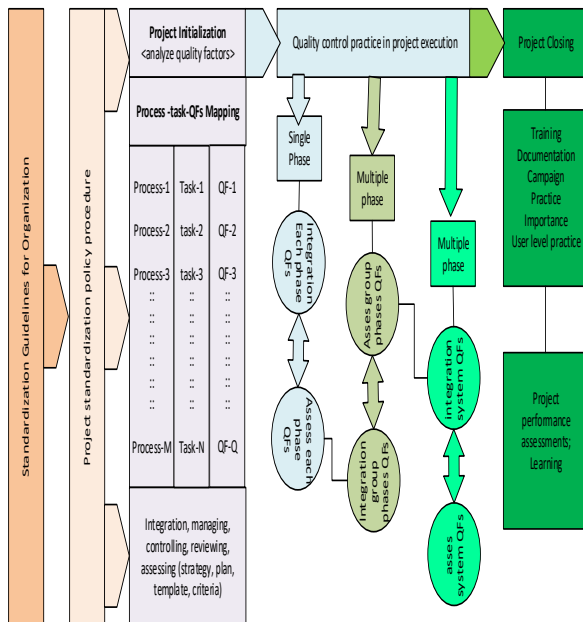 Standardization Guidelines for Organization
Project standardization policy procedure
Project Initialization
<analyze quality factors>
Process -task-QFs Mapping
Process-1 Task-1 QF-1
Process-2 task-2 QF-2
Process-3 task-3 QF-3
:: :: ::
:: :: ::
:: :: ::
:: :: ::
:: :: ::
:: :: ::
:: :: ::
Process-M Task-N QF-Q
Integration, managing,
controlling, reviewing,
assessing (strategy, plan,
template, criteria)
Quality control practice in project execution
Single
Phase
Integration
Each phase
QFs
Assess each
phase
QFs
Multiple
phase
Asses group
phases QFs
Integration
group
phases QFs
Multiple
phase
integration
system QFs
asses
system QFs
Project Closing
Training
Documentation
Campaign
Practice
Importance
User level practice
Project
performance
assessments;
Learning